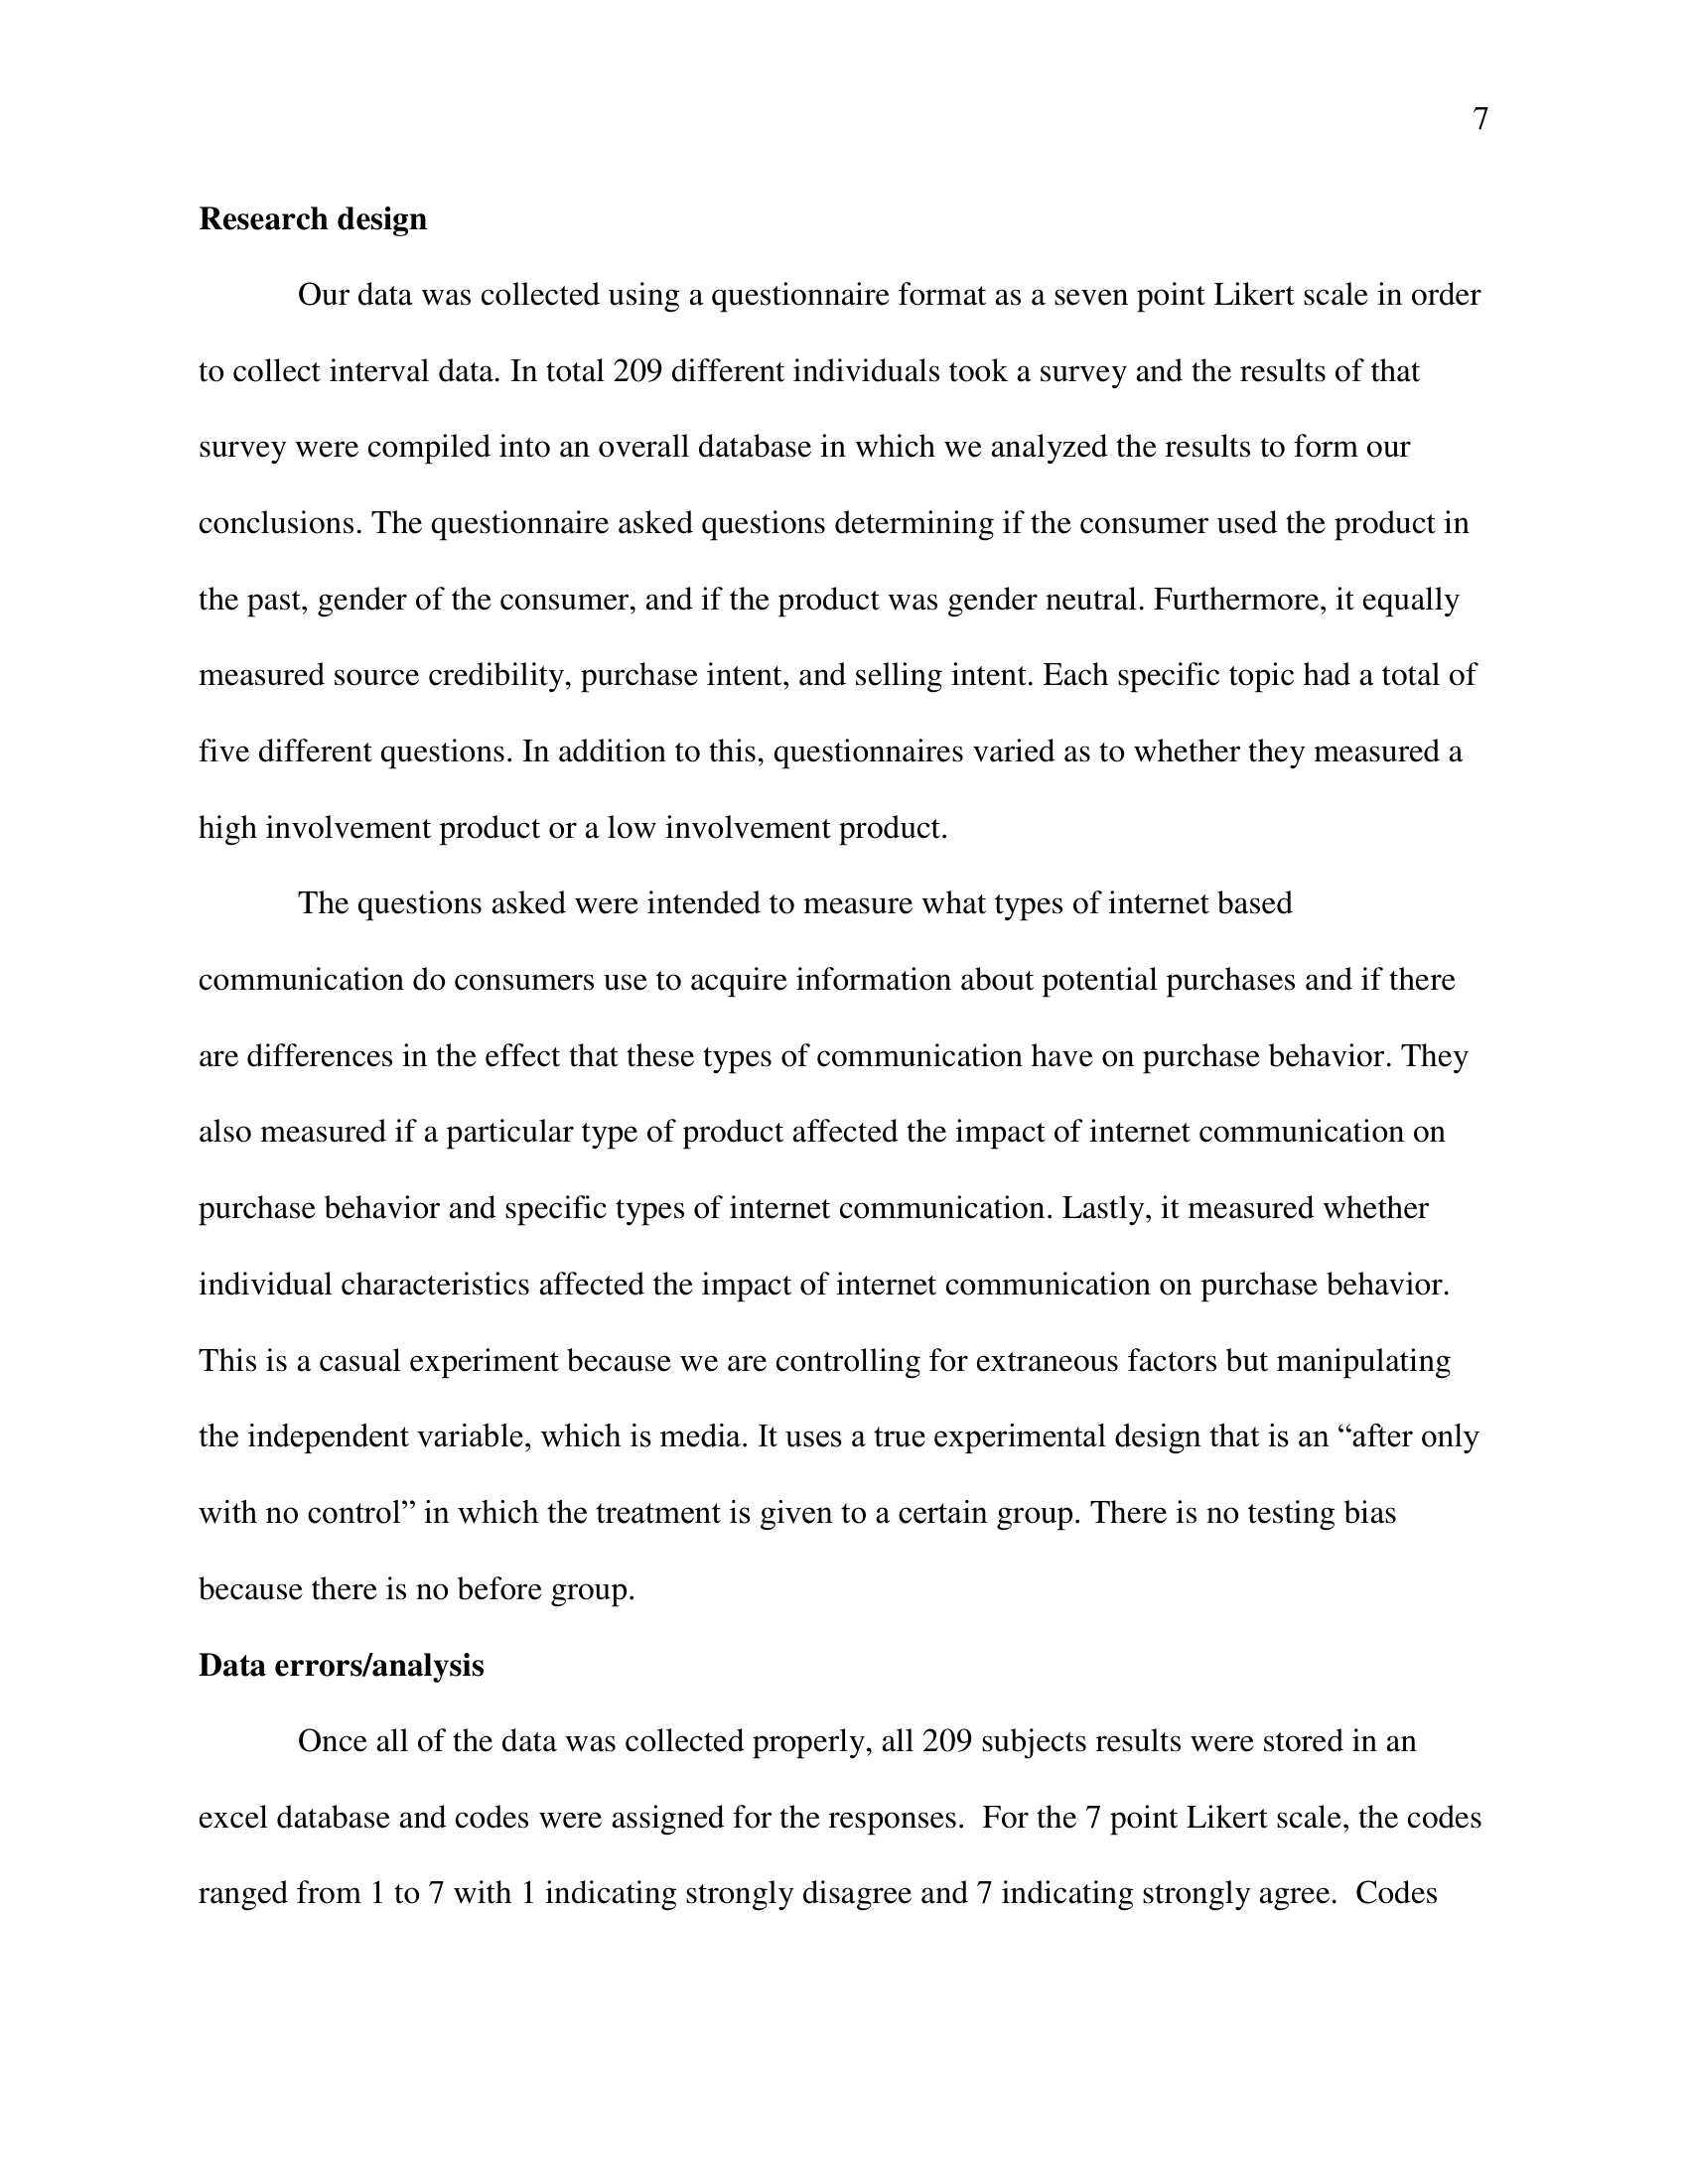 7
Research design
Our data was collected using a questionnaire format as a seven point Likert scale in order
to collect interval data. In total 209 different individuals took a survey and the results of that
survey were compiled into an overall database in which we analyzed the results to form our
conclusions. The questionnaire asked questions determining if the consumer used the product in
the past, gender of the consumer, and if the product was gender neutral. Furthermore, it equally
measured source credibility, purchase intent, and selling intent. Each specific topic had a total of
five different questions. In addition to this, questionnaires varied as to whether they measured a
high involvement product or a low involvement product.
The questions asked were intended to measure what types of internet based
communication do consumers use to acquire information about potential purchases and if there
are differences in the effect that these types of communication have on purchase behavior. They
also measured if a particular type of product affected the impact of internet communication on
purchase behavior and specific types of internet communication. Lastly, it measured whether
individual characteristics affected the impact of internet communication on purchase behavior.
This is a casual experiment because we are controlling for extraneous factors but manipulating
the independent variable, which is media. It uses a true experimental design that is an “after only
with no control” in which the treatment is given to a certain group. There is no testing bias
because there is no before group.
Data errors/analysis
Once all of the data was collected properly, all 209 subjects results were stored in an
excel database and codes were assigned for the responses.  For the 7 point Likert scale, the codes
ranged from 1 to 7 with 1 indicating strongly disagree and 7 indicating strongly agree.  Codes